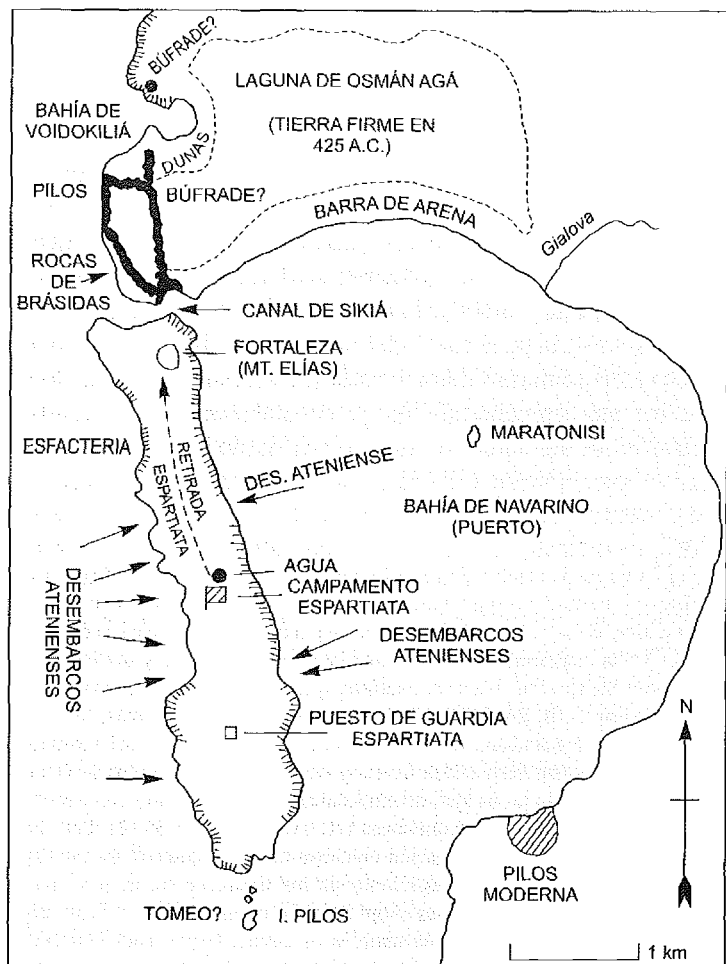 BÚFRADE?
LAGUNA DE OSMÁN AGÁ
BAHÍA DE
VOIDOKILIÁ
(TIERRA FIRME EN
425 A.C.)
DUNAS
PILOS
BÚFRADE?
BARRA DE ARENA
Gialova
ROCAS
DE
BRÁSIDAS
CANAL DE SIKIÁ
FORTALEZA
(MT. ELÍAS)
ESFACTERIA
MARATONISI
RETIRADA
ESPARTIATA
DES. ATENIENSE
BAHÍA DE NAVARINO
(PUERTO)
AGUA
CAMPAMENTO
ESPARTIATA
DESEMBARCOS
ATENIENSES
DESEMBARCOS
ATENIENSES
PUESTO DE GUARDIA
ESPARTIATA
N
PILOS
MODERNA
TOMEO?
I. PILOS
1 km